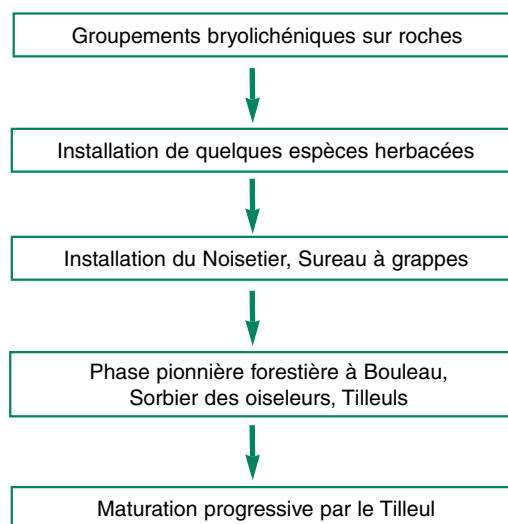 Groupements bryolichéniques sur roches
Installation de quelques espèces herbacées
Installation du Noisetier, Sureau à grappes
Phase pionnière forestière à Bouleau,
Sorbier des oiseleurs, Tilleuls
Maturation progressive par le Tilleul